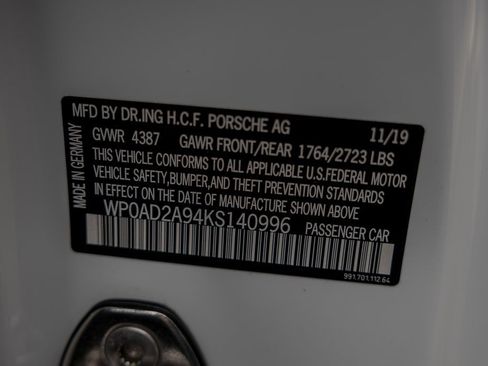 MFD BY DR.ING H.C.F. PORSCHE AG 11/19
GVWR 4387 GAWR FRONT/REAR 1764/2723 LBS
THIS VEHICLE CONFORMS TO ALL APPLICABLE U.S.FEDERAL MOTOR
VEHICLE SAFETY,BUMPER,AND THEFT PREVENTION STANDARDS
IN EFFECT ON THE DATE OF MANUFACTURE SHOWN ABOVE.
WP0AD2A94KS140996 PASSENGER CAR
MADE IN GERMANY
991.701.112.64